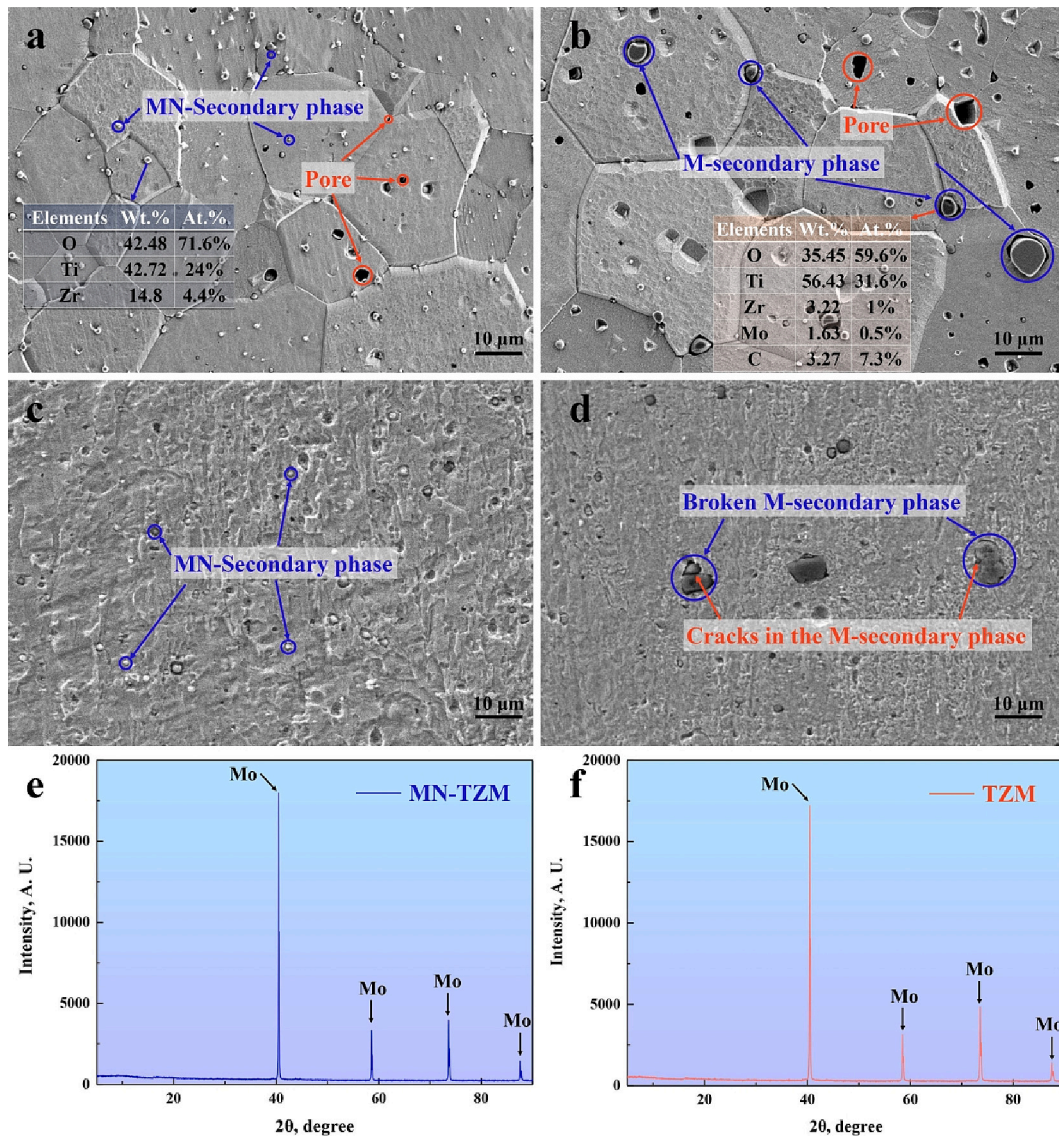 a
MN-Secondary phase
Pore
Elements Wt.% At.%
O 42.48 71.6%
Ti 42.72 24%
Zr 14.8 4.4%
10 μm
b
Pore
M-secondary phase
Elements Wt.% At.%
O 35.45 59.6%
Ti 56.43 31.6%
Zr 3.22 1%
Mo 1.63 0.5%
C 3.27 7.3%
10 μm
c
MN-Secondary phase
10 μm
d
Broken M-secondary phase
Cracks in the M-secondary phase
10 μm
e
MN-TZM
Mo
Mo
Mo
Mo
20000
15000
10000
5000
0
Intensity, A. U.
20 40 60 80
2θ, degree
f
TZM
Mo
Mo
Mo
Mo
20000
15000
10000
5000
0
Intensity, A. U.
20 40 60 80
2θ, degree